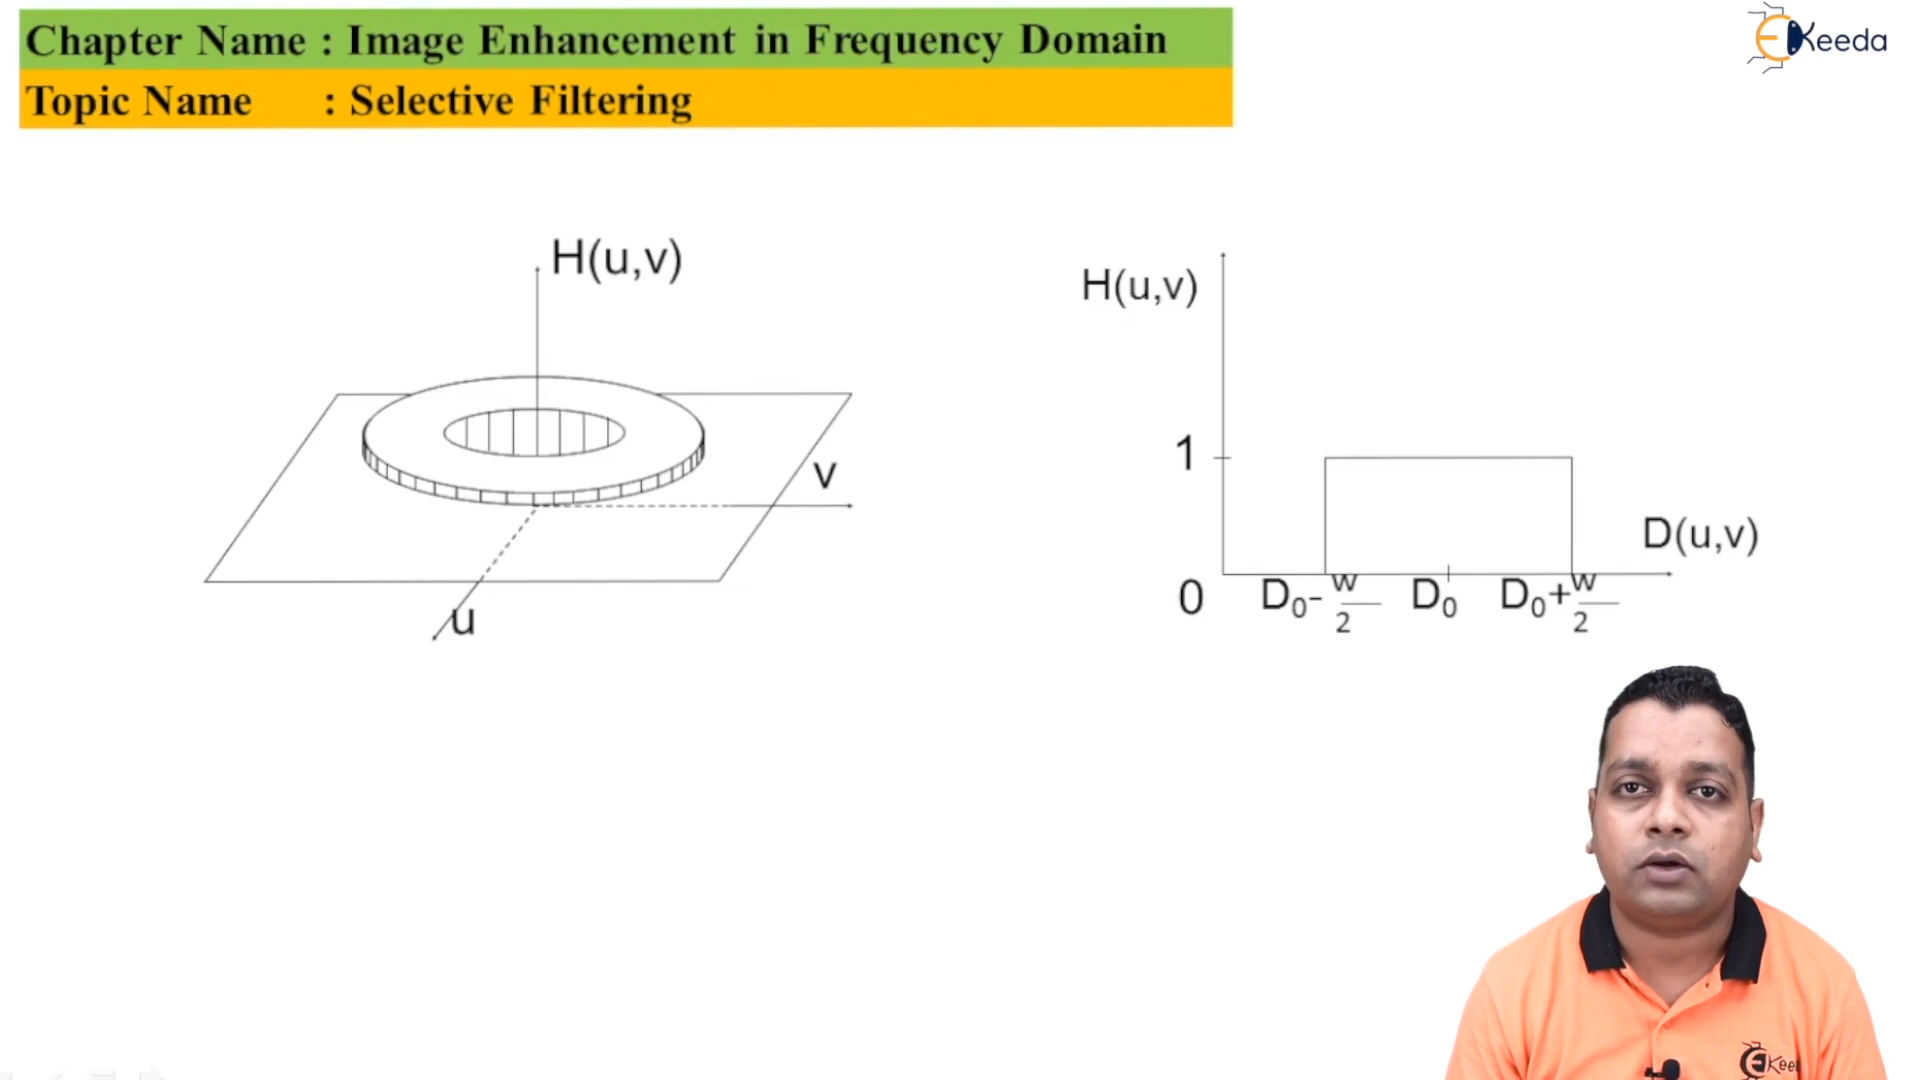 Chapter Name : Image Enhancement in Frequency Domain
Topic Name : Selective Filtering
EKeeda
H(u,v)
v
u
H(u,v)
1
D(u,v)
0
D₀- w/2
D₀
D₀+ w/2
EKee